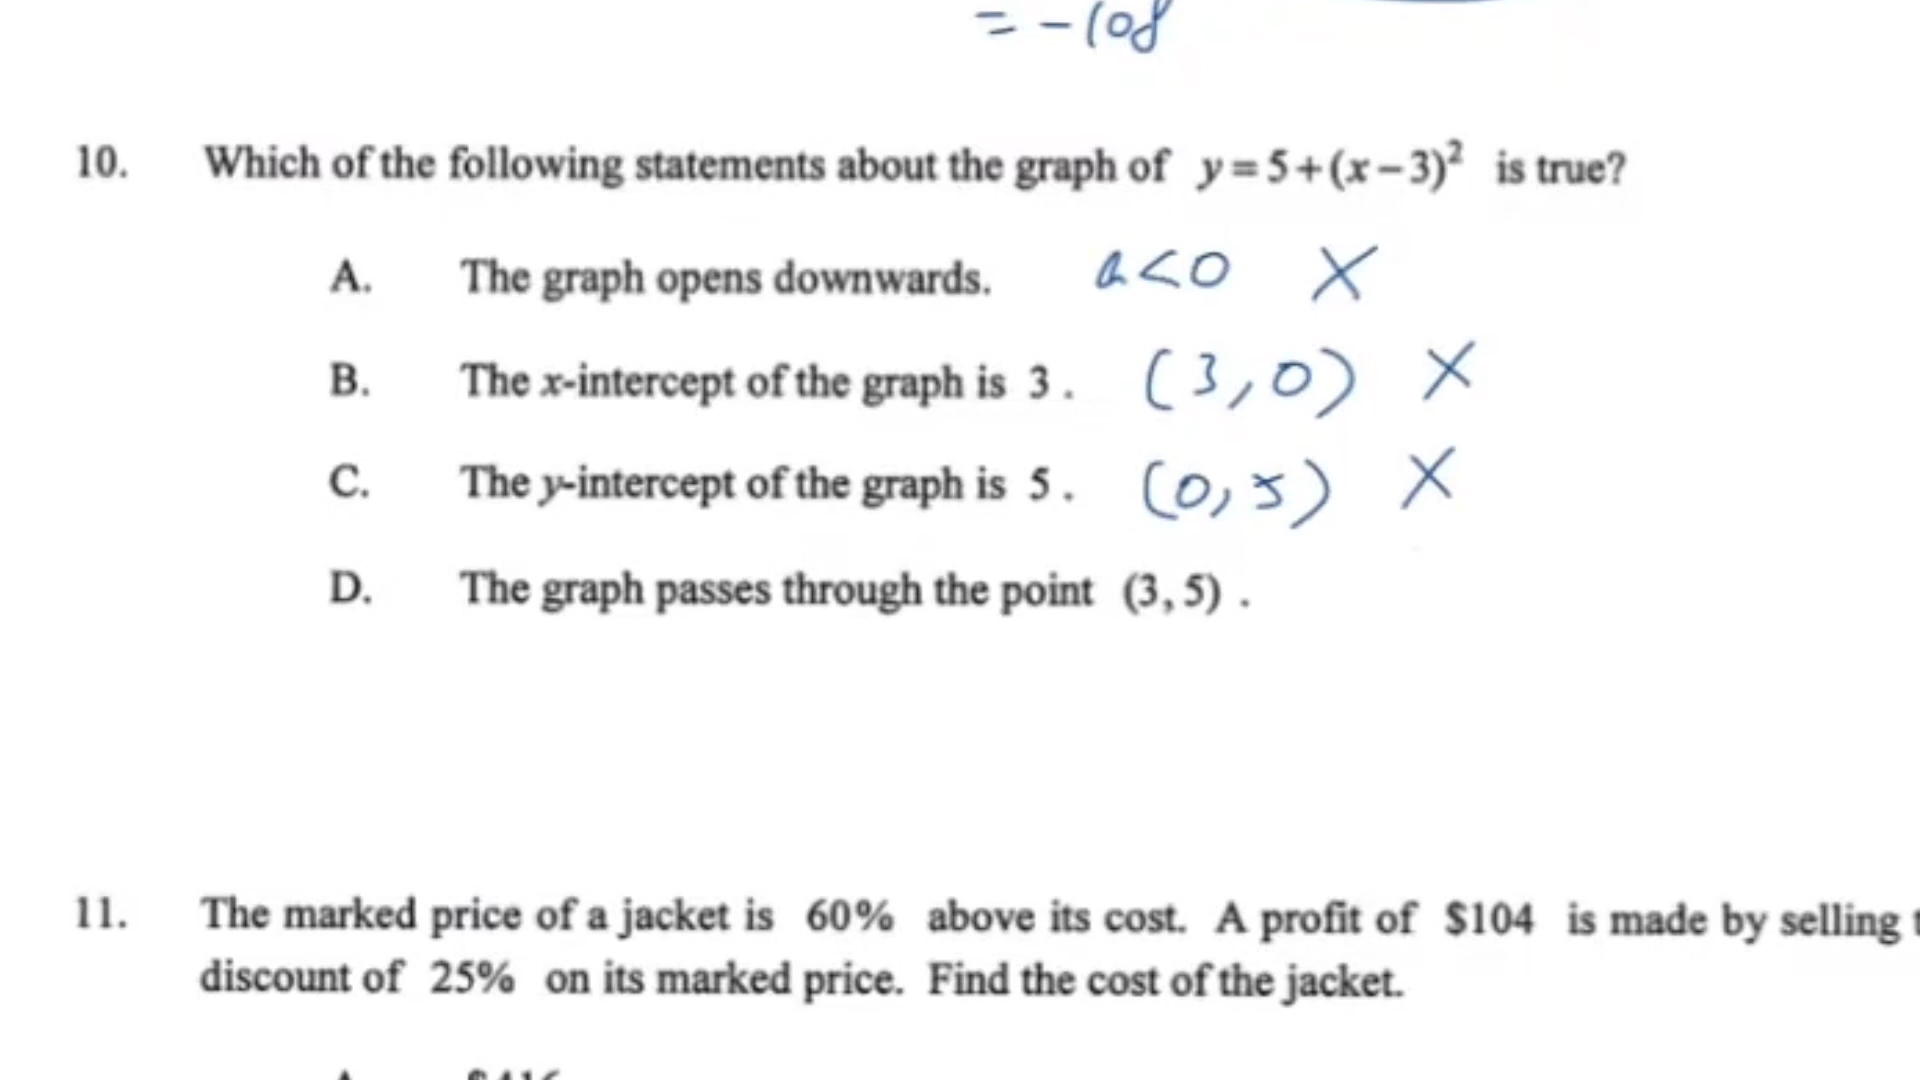 = -108
10. Which of the following statements about the graph of y=5+(x-3)² is true?
A. The graph opens downwards. a<0 X
B. The x-intercept of the graph is 3 . (3,0) X
C. The y-intercept of the graph is 5 . (0,5) X
D. The graph passes through the point (3,5) .
11. The marked price of a jacket is 60% above its cost. A profit of $104 is made by selling
discount of 25% on its marked price. Find the cost of the jacket.